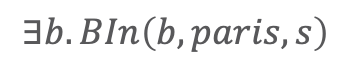 ∃b. BIn(b, paris, s)